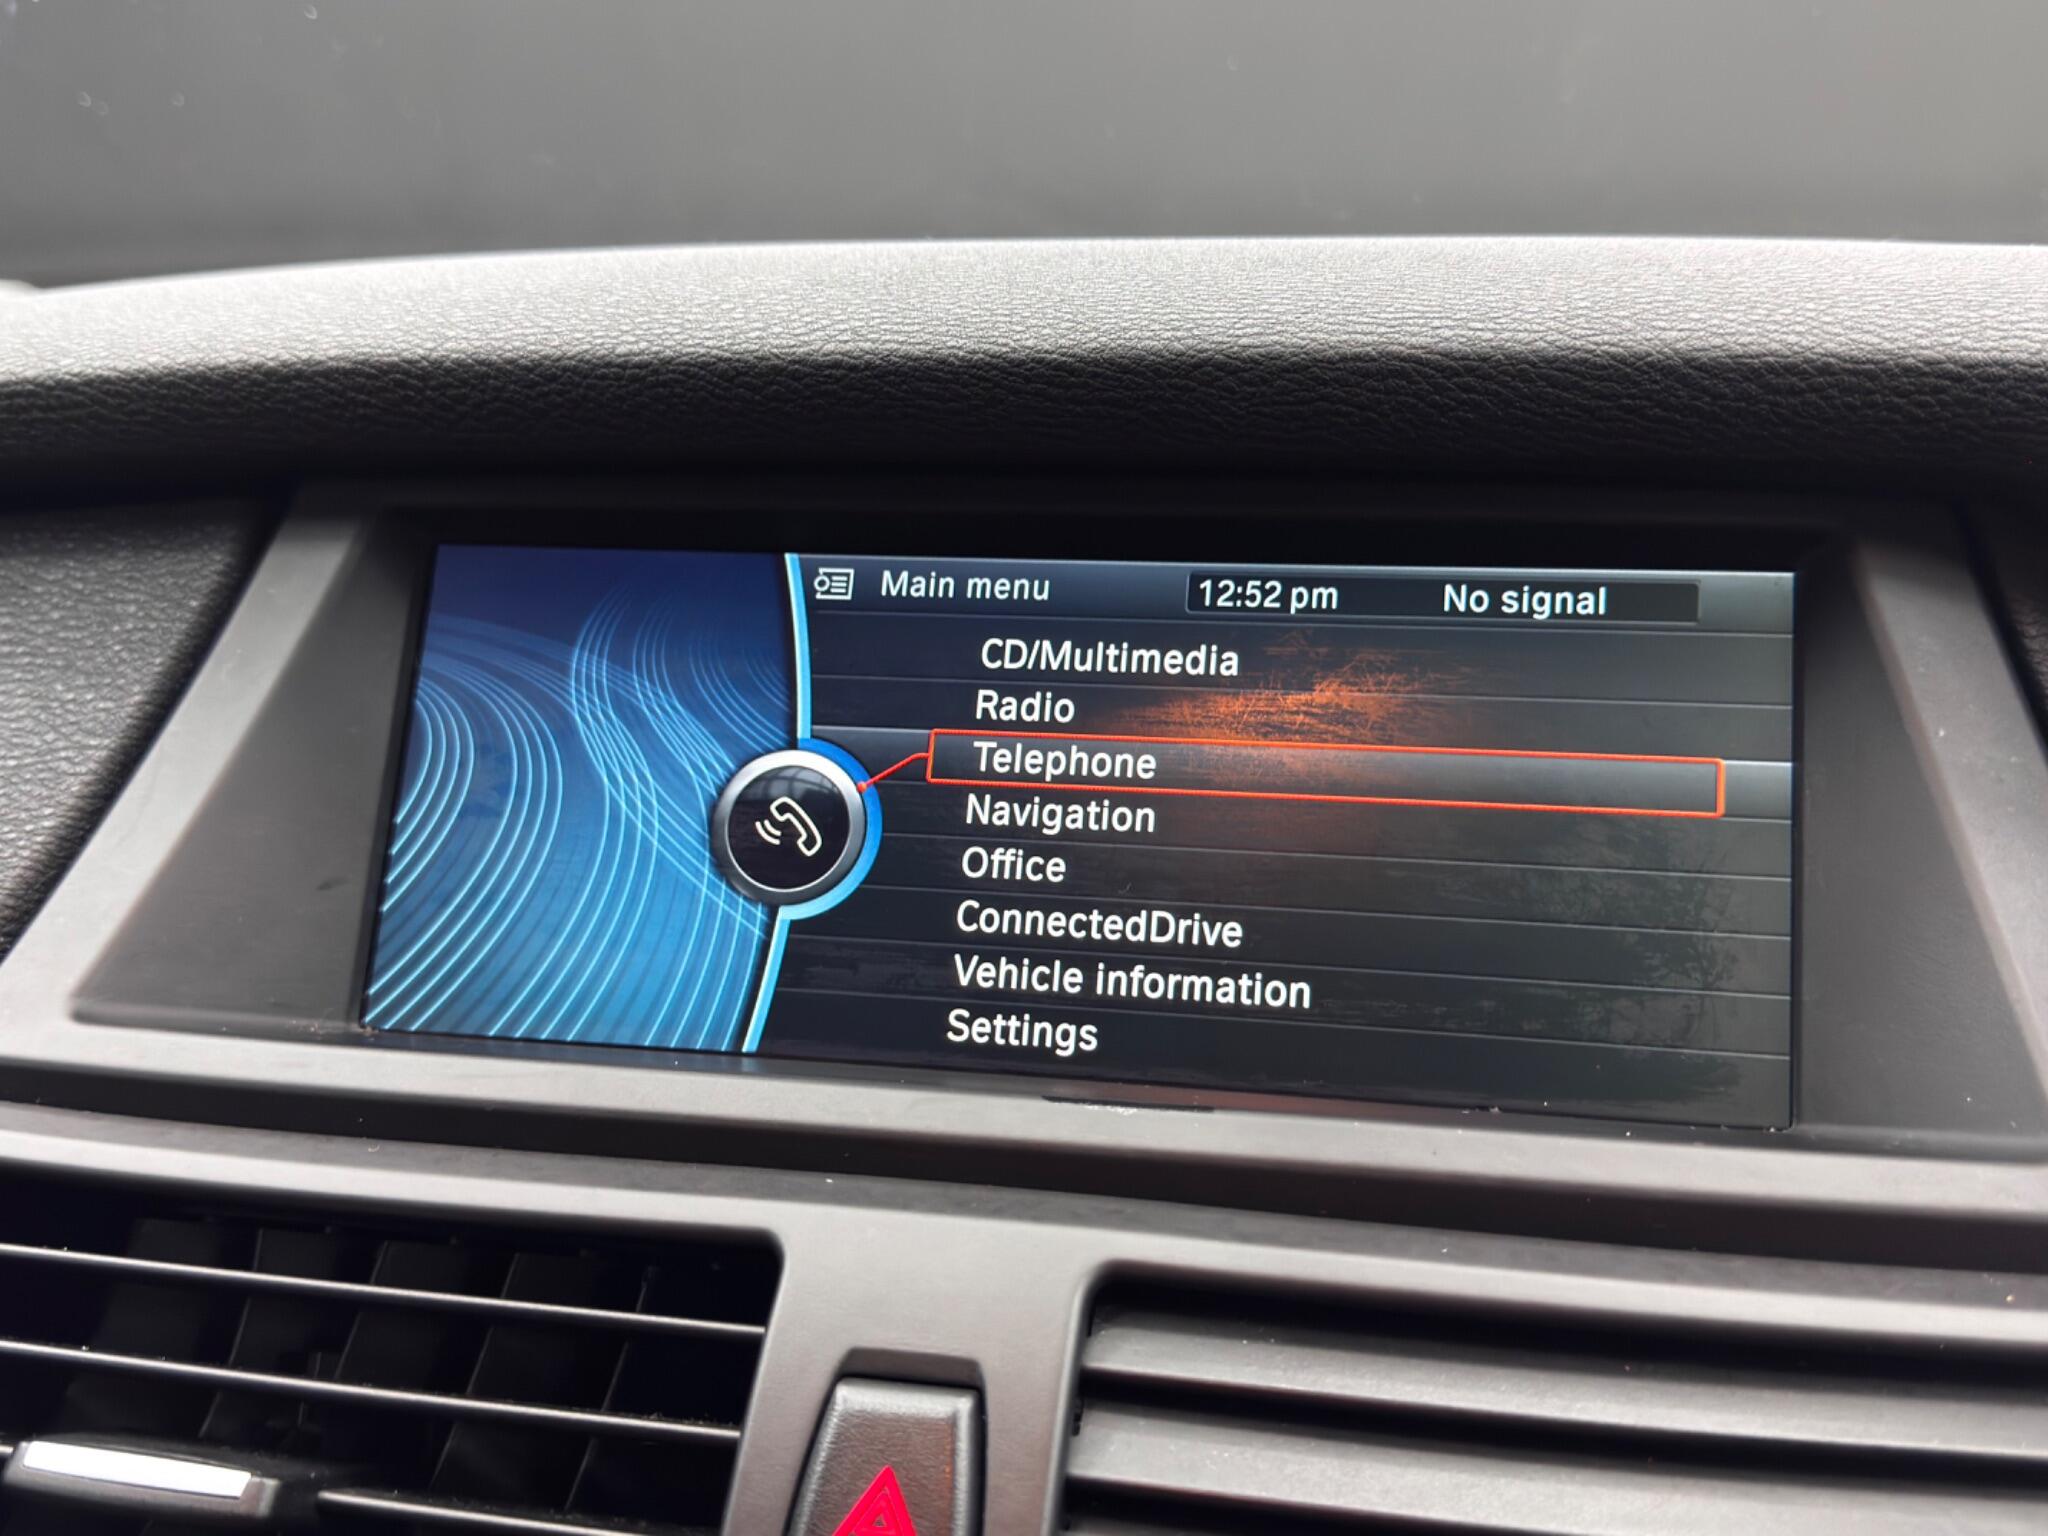 Main menu 12:52 pm No signal
CD/Multimedia
Radio
Telephone
Navigation
Office
ConnectedDrive
Vehicle information
Settings